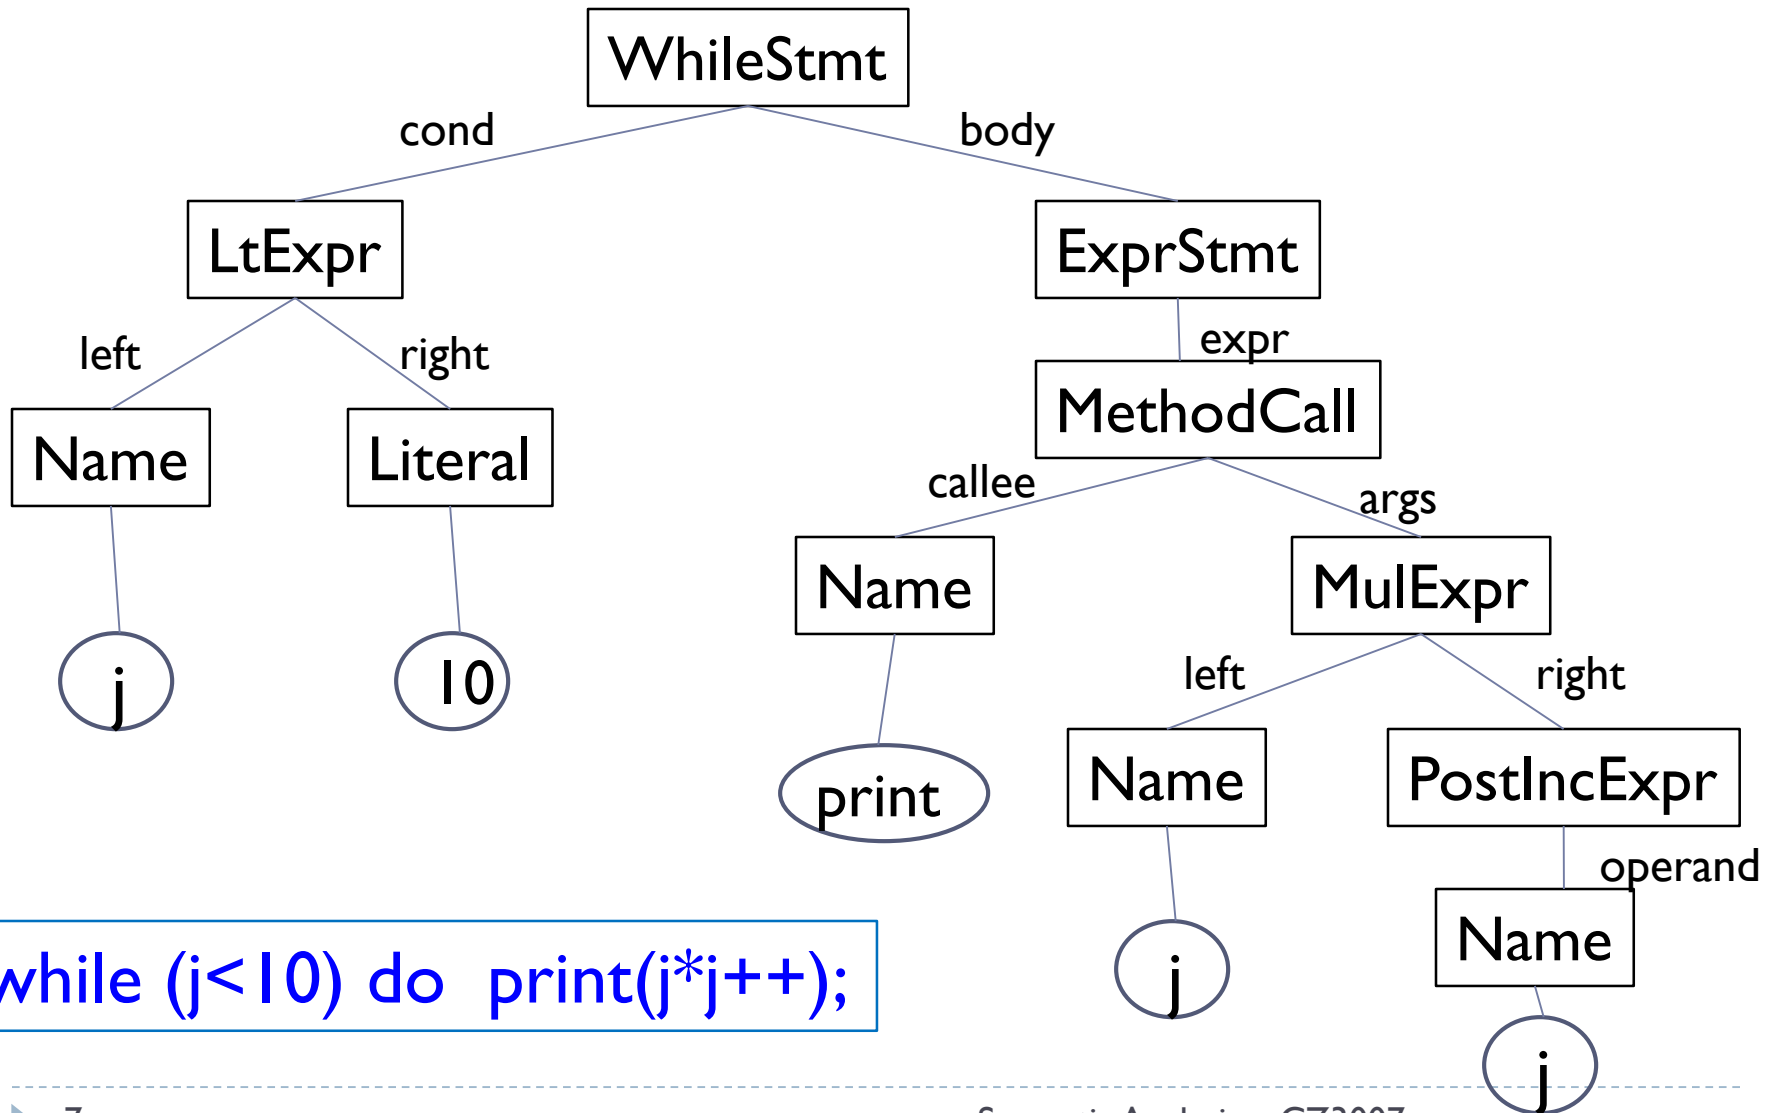 WhileStmt
cond
body
LtExpr
ExprStmt
left
right
expr
Name
Literal
MethodCall
callee
args
j
10
Name
MulExpr
left
right
print
Name
PostIncExpr
operand
j
Name
j
while (j<10) do print(j*j++);
7